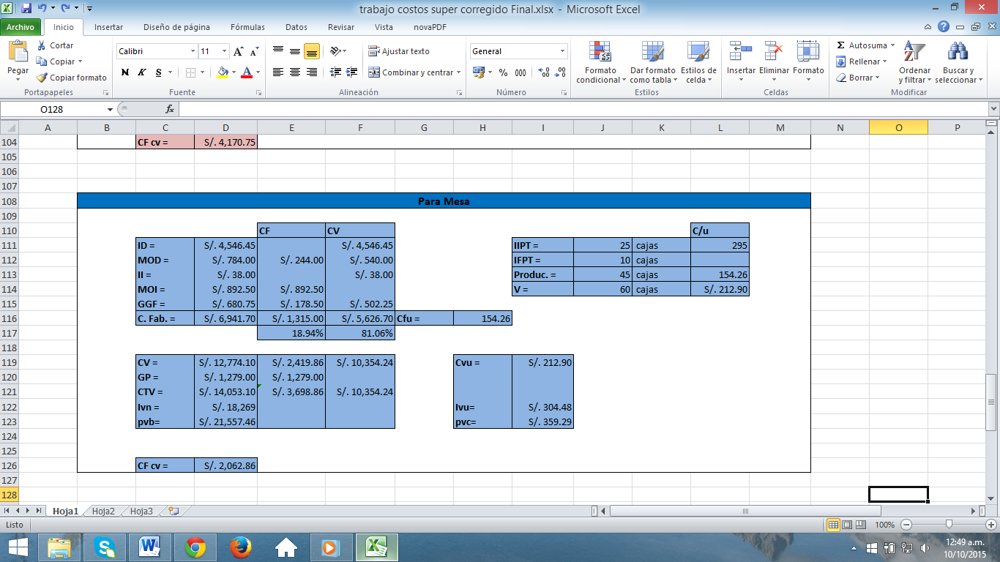 trabajo costos super corregido Final.xlsx - Microsoft Excel
Archivo Inicio Insertar Diseño de página Fórmulas Datos Revisar Vista novaPDF
Pegar
Cortar
Copiar
Copiar formato
Portapapeles
Calibri 11
N K S
Fuente
Ajustar texto
Combinar y centrar
Alineación
General
% 000
Número
Formato condicional
Dar formato como tabla
Estilos de celda
Estilos
Insertar Eliminar Formato
Celdas
Autosuma
Rellenar
Borrar
Ordenar y filtrar
Buscar y seleccionar
Modificar
O128 fx
A B C D E F G H I J K L M N O P
104 CF cv = S/. 4,170.75
105
106
107
108 Para Mesa
109
110 CF CV C/u
111 ID = S/. 4,546.45 S/. 4,546.45 IIPT = 25 cajas 295
112 MOD = S/. 784.00 S/. 244.00 S/. 540.00 IFPT = 10 cajas
113 II = S/. 38.00 S/. 38.00 Produc. = 45 cajas 154.26
114 MOI = S/. 892.50 S/. 892.50 V = 60 cajas S/. 212.90
115 GGF = S/. 680.75 S/. 178.50 S/. 502.25
116 C. Fab. = S/. 6,941.70 S/. 1,315.00 S/. 5,626.70 Cfu = 154.26
117 18.94% 81.06%
118
119 CV = S/. 12,774.10 S/. 2,419.86 S/. 10,354.24 Cvu = S/. 212.90
120 GP = S/. 1,279.00 S/. 1,279.00
121 CTV = S/. 14,053.10 S/. 3,698.86 S/. 10,354.24
122 Ivn = S/. 18,269 Ivu= S/. 304.48
123 pvb= S/. 21,557.46 pvc= S/. 359.29
124
125
126 CF cv = S/. 2,062.86
127
128
Hoja1 Hoja2 Hoja3
Listo 100%
12:49 a.m.
10/10/2015